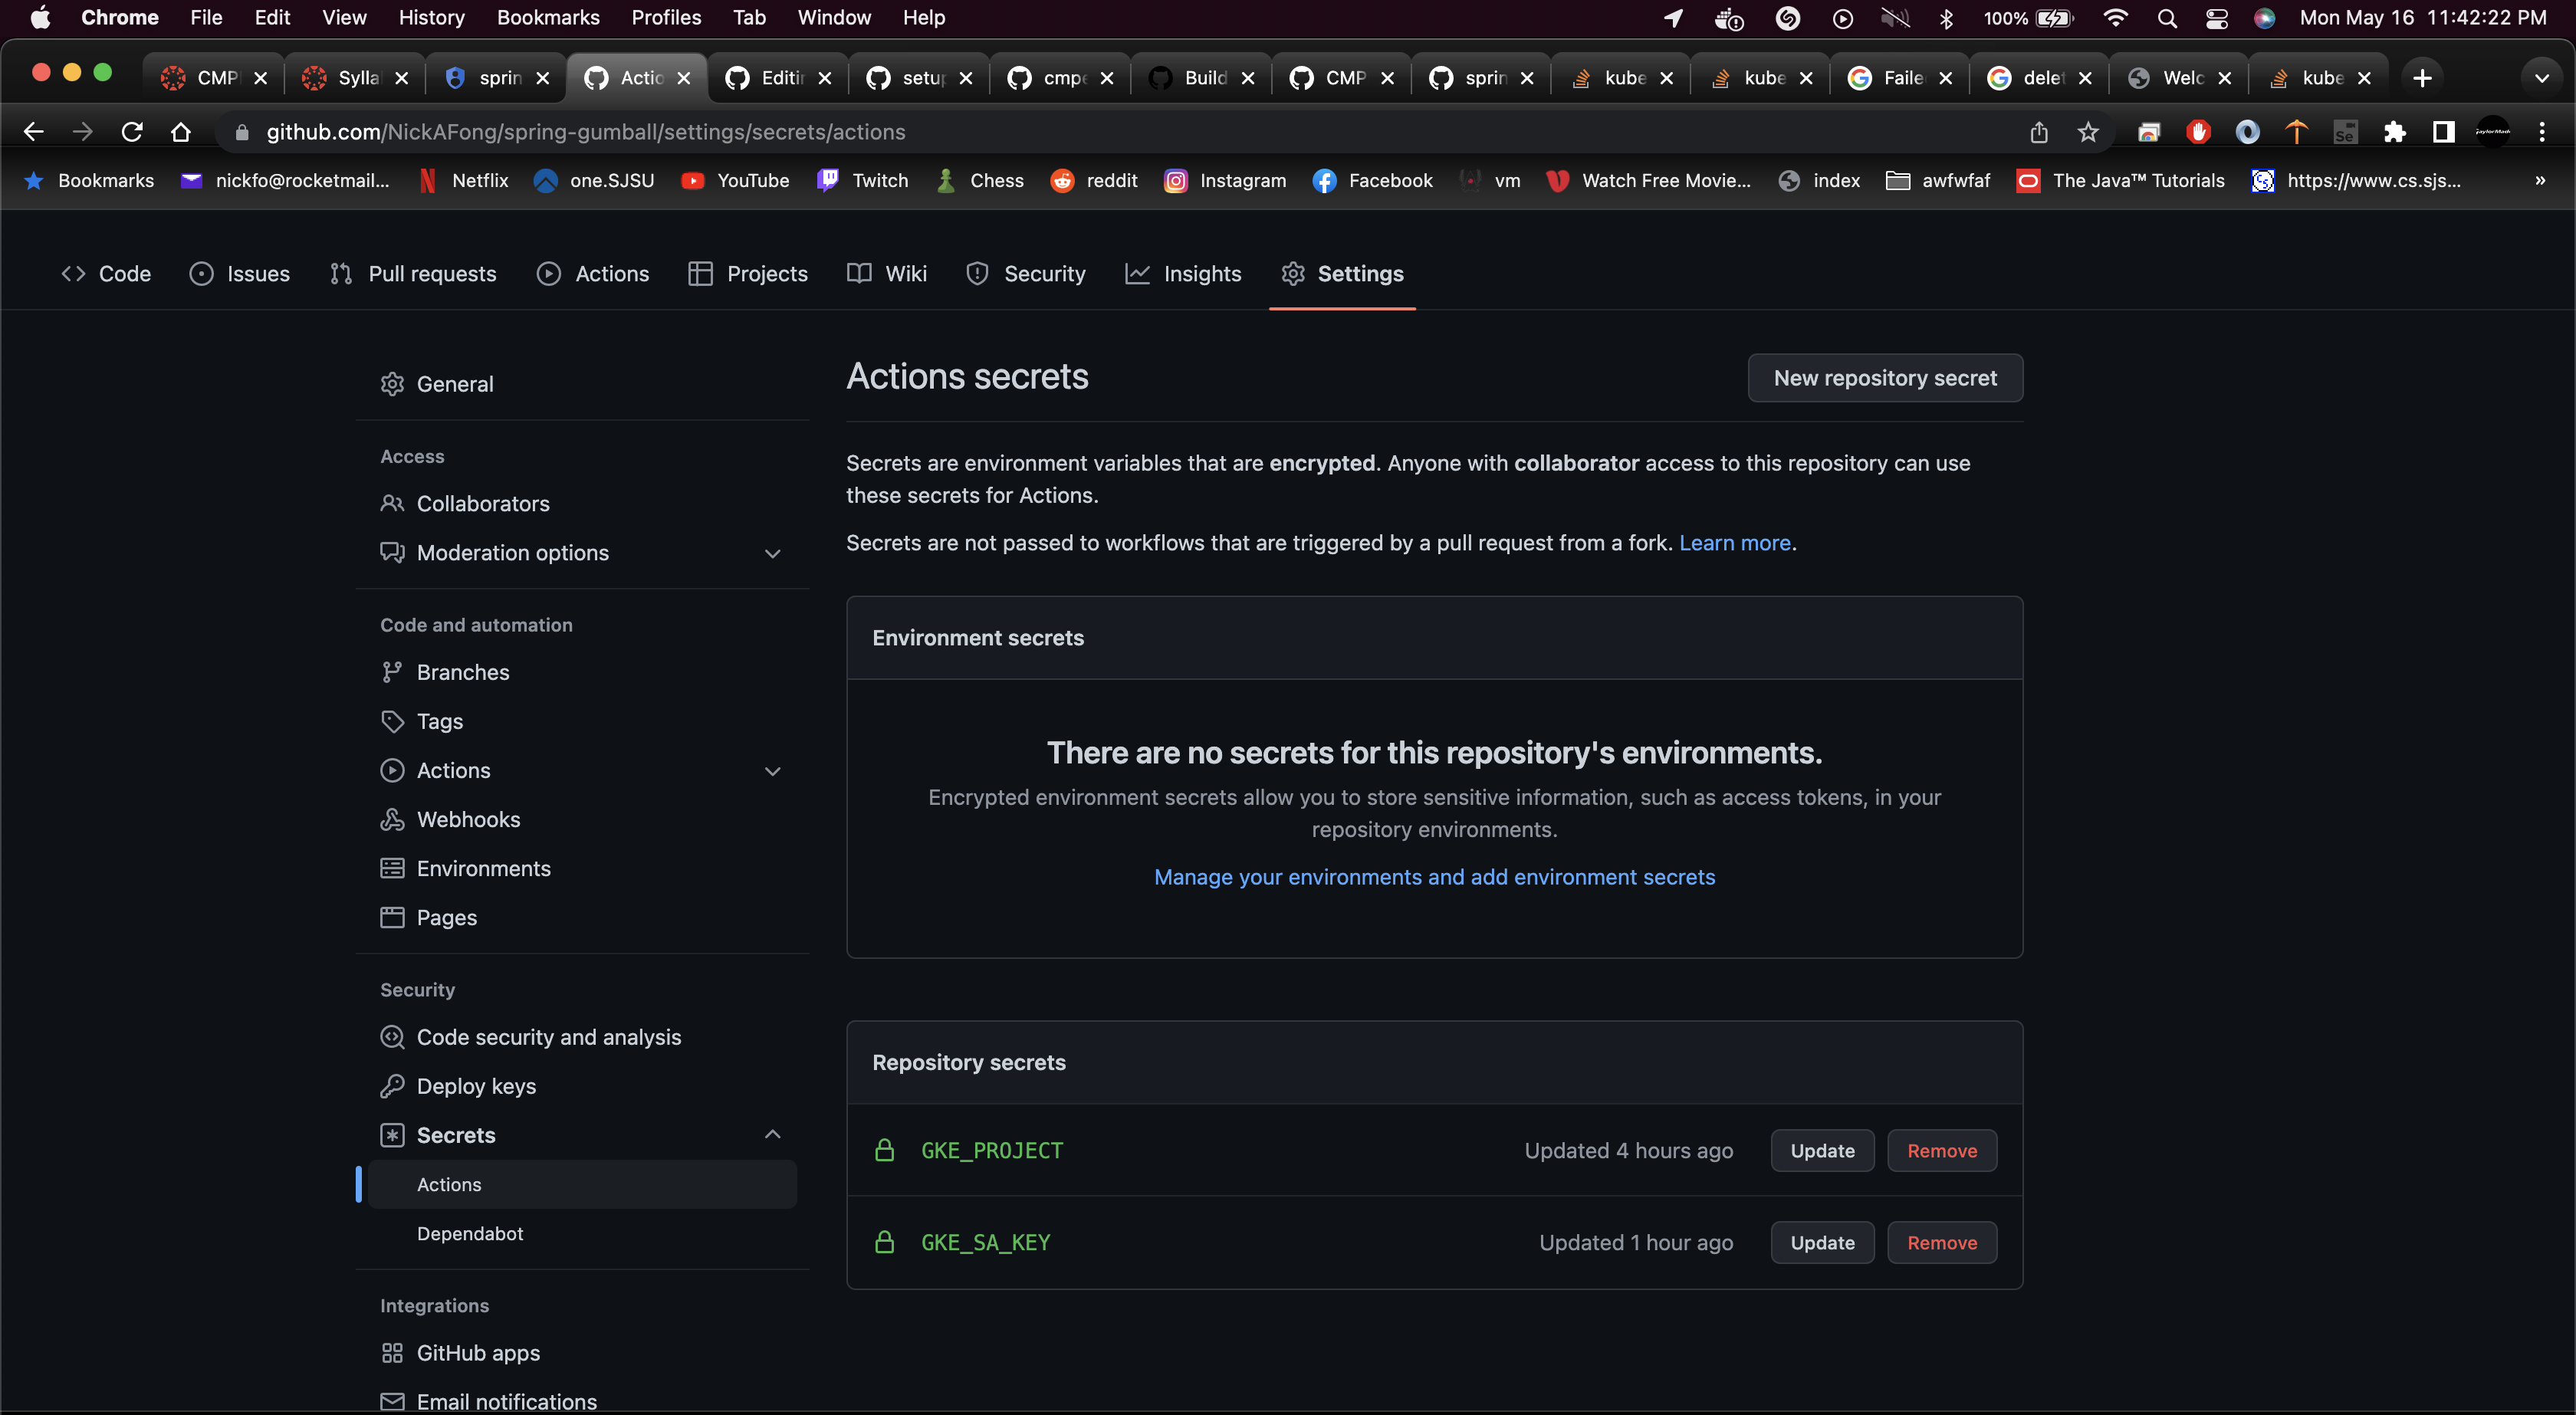 Chrome File Edit View History Bookmarks Profiles Tab Window Help 100% Mon May 16 11:42:22 PM
CMP Sylla sprin Actio Editin setup cmpe Build CMP sprin kube kube Faile delet Welc kube
github.com/NickAFong/spring-gumball/settings/secrets/actions
Bookmarks nickfo@rocketmail... Netflix one.SJSU YouTube Twitch Chess reddit Instagram Facebook vm Watch Free Movie... index awfwfaf The Java™ Tutorials https://www.cs.sjs... »
Code Issues Pull requests Actions Projects Wiki Security Insights Settings
General
Access
Collaborators
Moderation options
Code and automation
Branches
Tags
Actions
Webhooks
Environments
Pages
Security
Code security and analysis
Deploy keys
Secrets
Actions
Dependabot
Integrations
GitHub apps
Email notifications
Actions secrets
New repository secret
Secrets are environment variables that are encrypted. Anyone with collaborator access to this repository can use
these secrets for Actions.
Secrets are not passed to workflows that are triggered by a pull request from a fork. Learn more.
Environment secrets
There are no secrets for this repository's environments.
Encrypted environment secrets allow you to store sensitive information, such as access tokens, in your
repository environments.
Manage your environments and add environment secrets
Repository secrets
GKE_PROJECT Updated 4 hours ago Update Remove
GKE_SA_KEY Updated 1 hour ago Update Remove